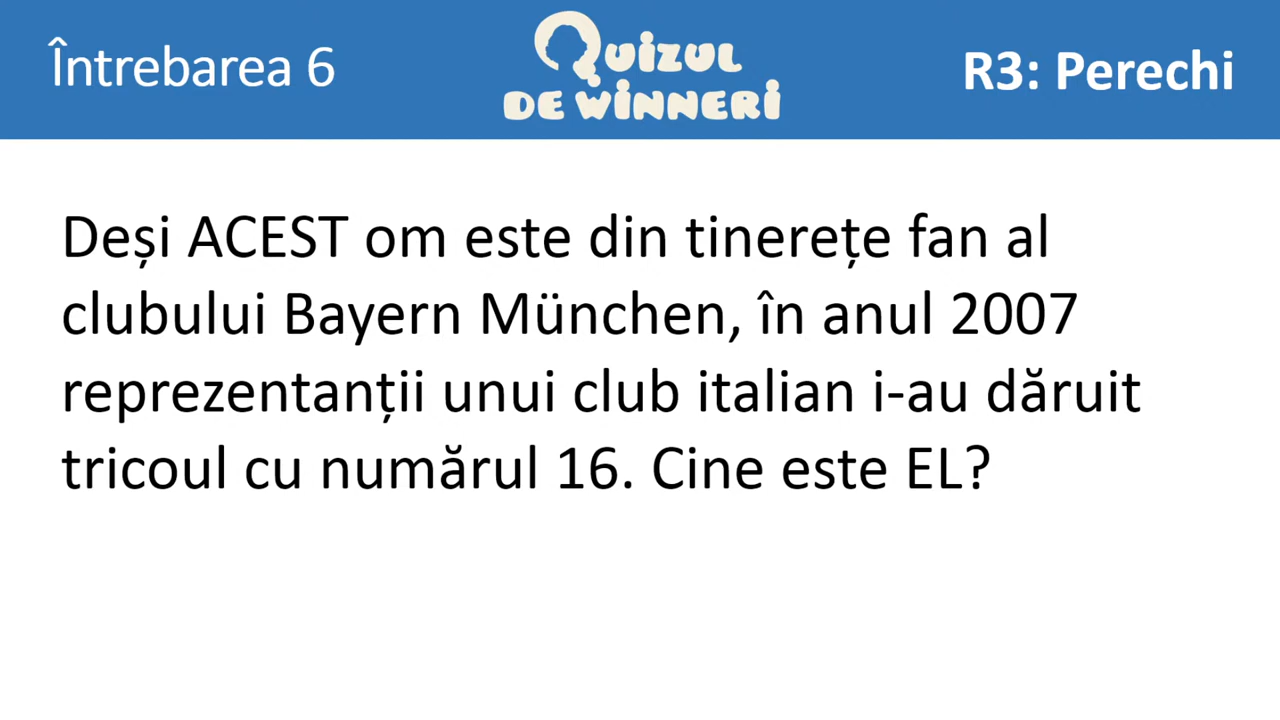 Întrebarea 6
QUIZUL
DE WINNERI
R3: Perechi
Deși ACEST om este din tinerețe fan al
clubului Bayern München, în anul 2007
reprezentanții unui club italian i-au dăruit
tricoul cu numărul 16. Cine este EL?